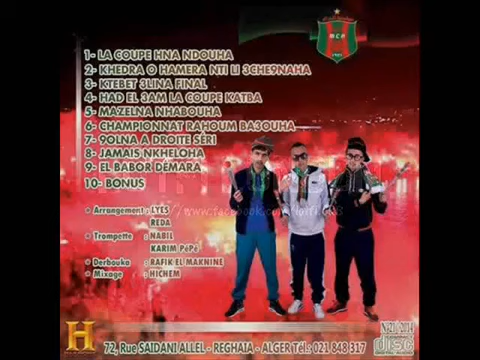 M C A
1921
1- LA COUPE HNA NDOUHA
2- KHEDRA O HAMERA NTI LI 3CHE9NAHA
3- KTEBET 3LINA FINAL
4- HAD EL 3AM LA COUPE KATBA
5- MAZELNA NHABOUHA
6- CHAMPIONNAT RAHOUM BA3OUHA
7- 9OLNA A DROITE SÉRI
8- JAMAIS NKHELOHA
9- EL BABOR DÉMARA
10- BONUS
* Arrangement : LYES
REDA
* Trompette : NABIL
KARIM PéPé
* Derbouka : RAFIK EL MAKNINE
* Mixage : HICHEM
H
72, Rue SAIDANI ALLEL - REGHAIA - ALGER Tél.: 021 848 317